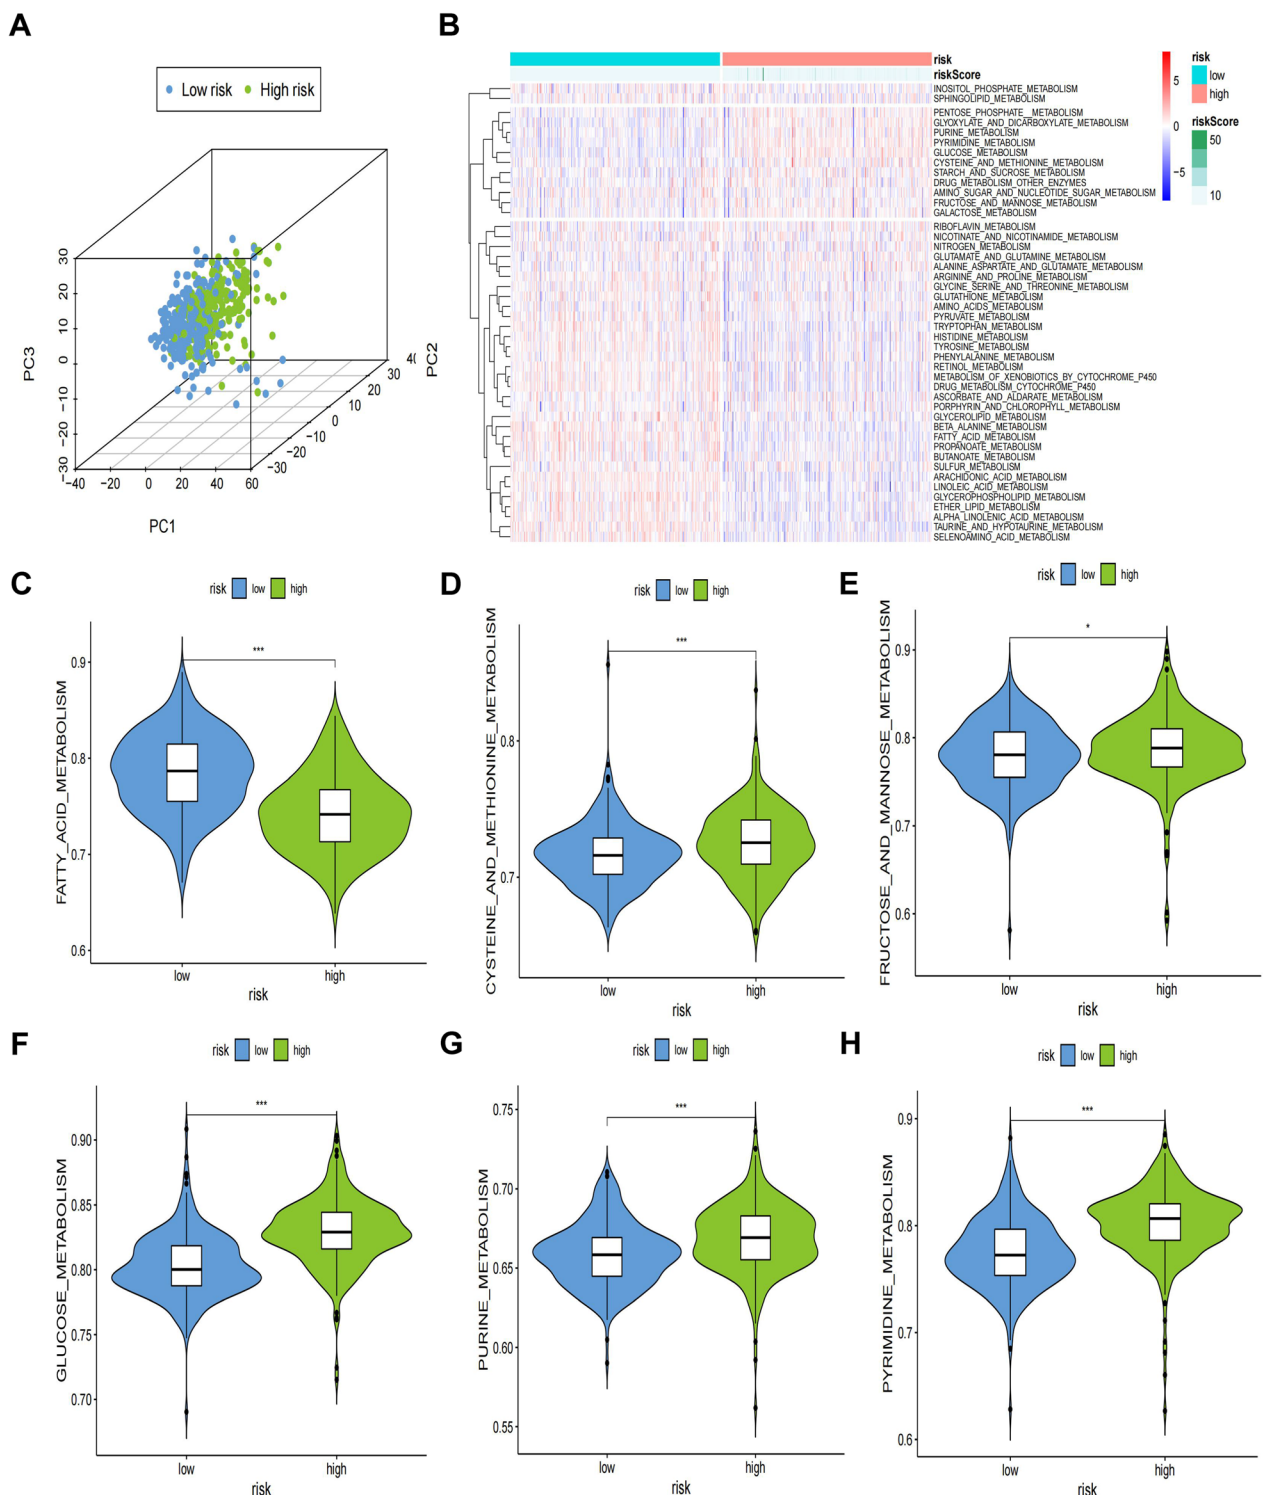 A
Low risk
High risk
PC3
30
20
10
0
−10
−20
−30
−40
−20
0
20
40
60
PC1
−30
−20
−10
0
10
20
30
PC2
B
risk
riskScore
INOSITOL_PHOSPHATE_METABOLISM
SPHINGOLIPID_METABOLISM
PENTOSE_PHOSPHATE__METABOLISM
GLYOXYLATE_AND_DICARBOXYLATE_METABOLISM
PURINE_METABOLISM
PYRIMIDINE_METABOLISM
GLUCOSE_METABOLISM
CYSTEINE_AND_METHIONINE_METABOLISM
STARCH_AND_SUCROSE_METABOLISM
DRUG_METABOLISM_OTHER_ENZYMES
AMINO_SUGAR_AND_NUCLEOTIDE_SUGAR_METABOLISM
FRUCTOSE_AND_MANNOSE_METABOLISM
GALACTOSE_METABOLISM
RIBOFLAVIN_METABOLISM
NICOTINATE_AND_NICOTINAMIDE_METABOLISM
NITROGEN_METABOLISM
GLUTAMATE_AND_GLUTAMINE_METABOLISM
ALANINE_ASPARTATE_AND_GLUTAMATE_METABOLISM
ARGININE_AND_PROLINE_METABOLISM
GLYCINE_SERINE_AND_THREONINE_METABOLISM
GLUTATHIONE_METABOLISM
AMINO_ACIDS_METABOLISM
PYRUVATE_METABOLISM
TRYPTOPHAN_METABOLISM
HISTIDINE_METABOLISM
TYROSINE_METABOLISM
PHENYLALANINE_METABOLISM
RETINOL_METABOLISM
METABOLISM_OF_XENOBIOTICS_BY_CYTOCHROME_P450
DRUG_METABOLISM_CYTOCHROME_P450
ASCORBATE_AND_ALDARATE_METABOLISM
PORPHYRIN_AND_CHLOROPHYLL_METABOLISM
GLYCEROLIPID_METABOLISM
BETA_ALANINE_METABOLISM
FATTY_ACID_METABOLISM
PROPANOATE_METABOLISM
BUTANOATE_METABOLISM
SULFUR_METABOLISM
ARACHIDONIC_ACID_METABOLISM
LINOLEIC_ACID_METABOLISM
GLYCEROPHOSPHOLIPID_METABOLISM
ETHER_LIPID_METABOLISM
ALPHA_LINOLENIC_ACID_METABOLISM
TAURINE_AND_HYPOTAURINE_METABOLISM
SELENOAMINO_ACID_METABOLISM
5
0
−5
risk
low
high
riskScore
50
10
C
risk low high
***
FATTY_ACID_METABOLISM
0.9
0.8
0.7
0.6
low
high
risk
D
risk low high
***
CYSTEINE_AND_METHIONINE_METABOLISM
0.8
0.7
low
high
risk
E
risk low high
*
FRUCTOSE_AND_MANNOSE_METABOLISM
0.9
0.8
0.7
0.6
low
high
risk
F
risk low high
***
GLUCOSE_METABOLISM
0.90
0.85
0.80
0.75
0.70
low
high
risk
G
risk low high
***
PURINE_METABOLISM
0.75
0.70
0.65
0.60
0.55
low
high
risk
H
risk low high
***
PYRIMIDINE_METABOLISM
0.9
0.8
0.7
0.6
low
high
risk